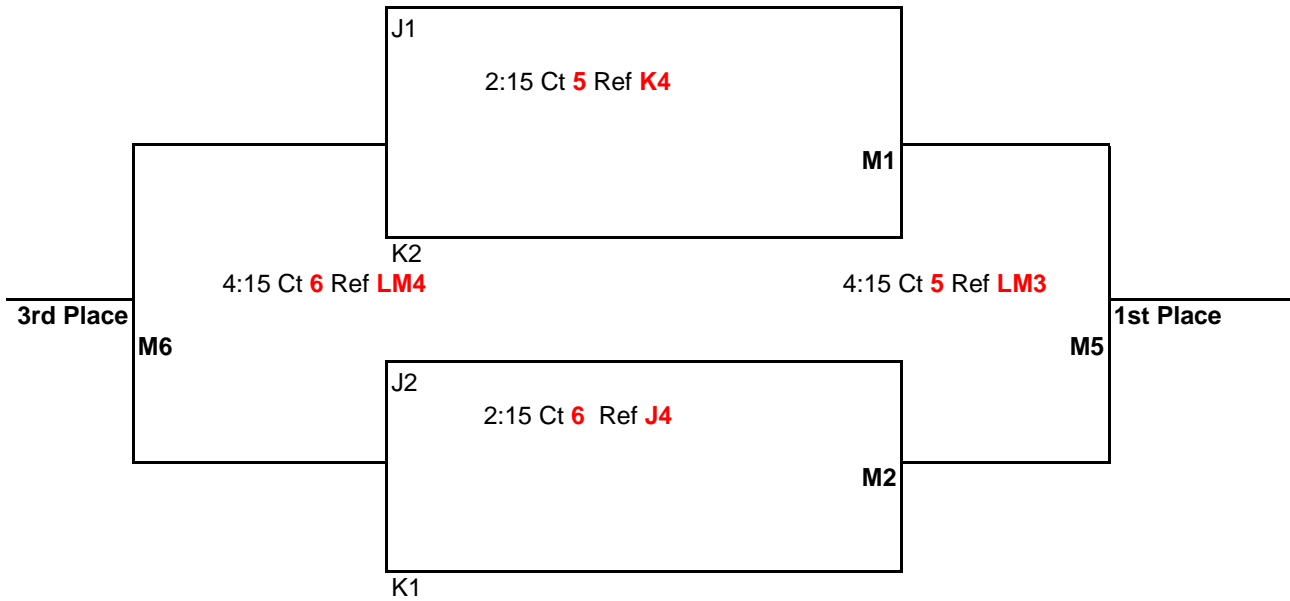 J1
2:15 Ct 5 Ref K4
M1
K2
4:15 Ct 6 Ref LM4
4:15 Ct 5 Ref LM3
3rd Place
1st Place
M6
M5
J2
2:15 Ct 6 Ref J4
M2
K1